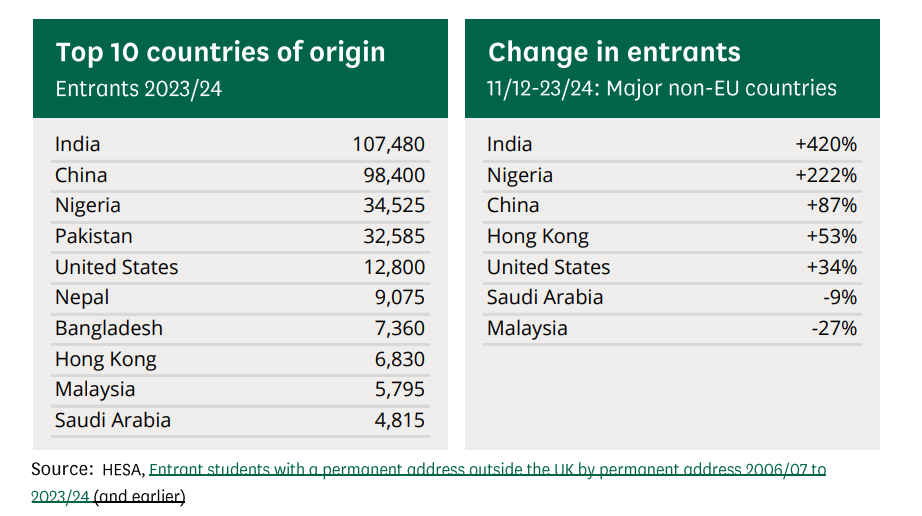 Top 10 countries of origin
Entrants 2023/24
India 107,480
China 98,400
Nigeria 34,525
Pakistan 32,585
United States 12,800
Nepal 9,075
Bangladesh 7,360
Hong Kong 6,830
Malaysia 5,795
Saudi Arabia 4,815
Change in entrants
11/12-23/24: Major non-EU countries
India +420%
Nigeria +222%
China +87%
Hong Kong +53%
United States +34%
Saudi Arabia -9%
Malaysia -27%
Source: HESA, Entrant students with a permanent address outside the UK by permanent address 2006/07 to
2023/24 (and earlier)